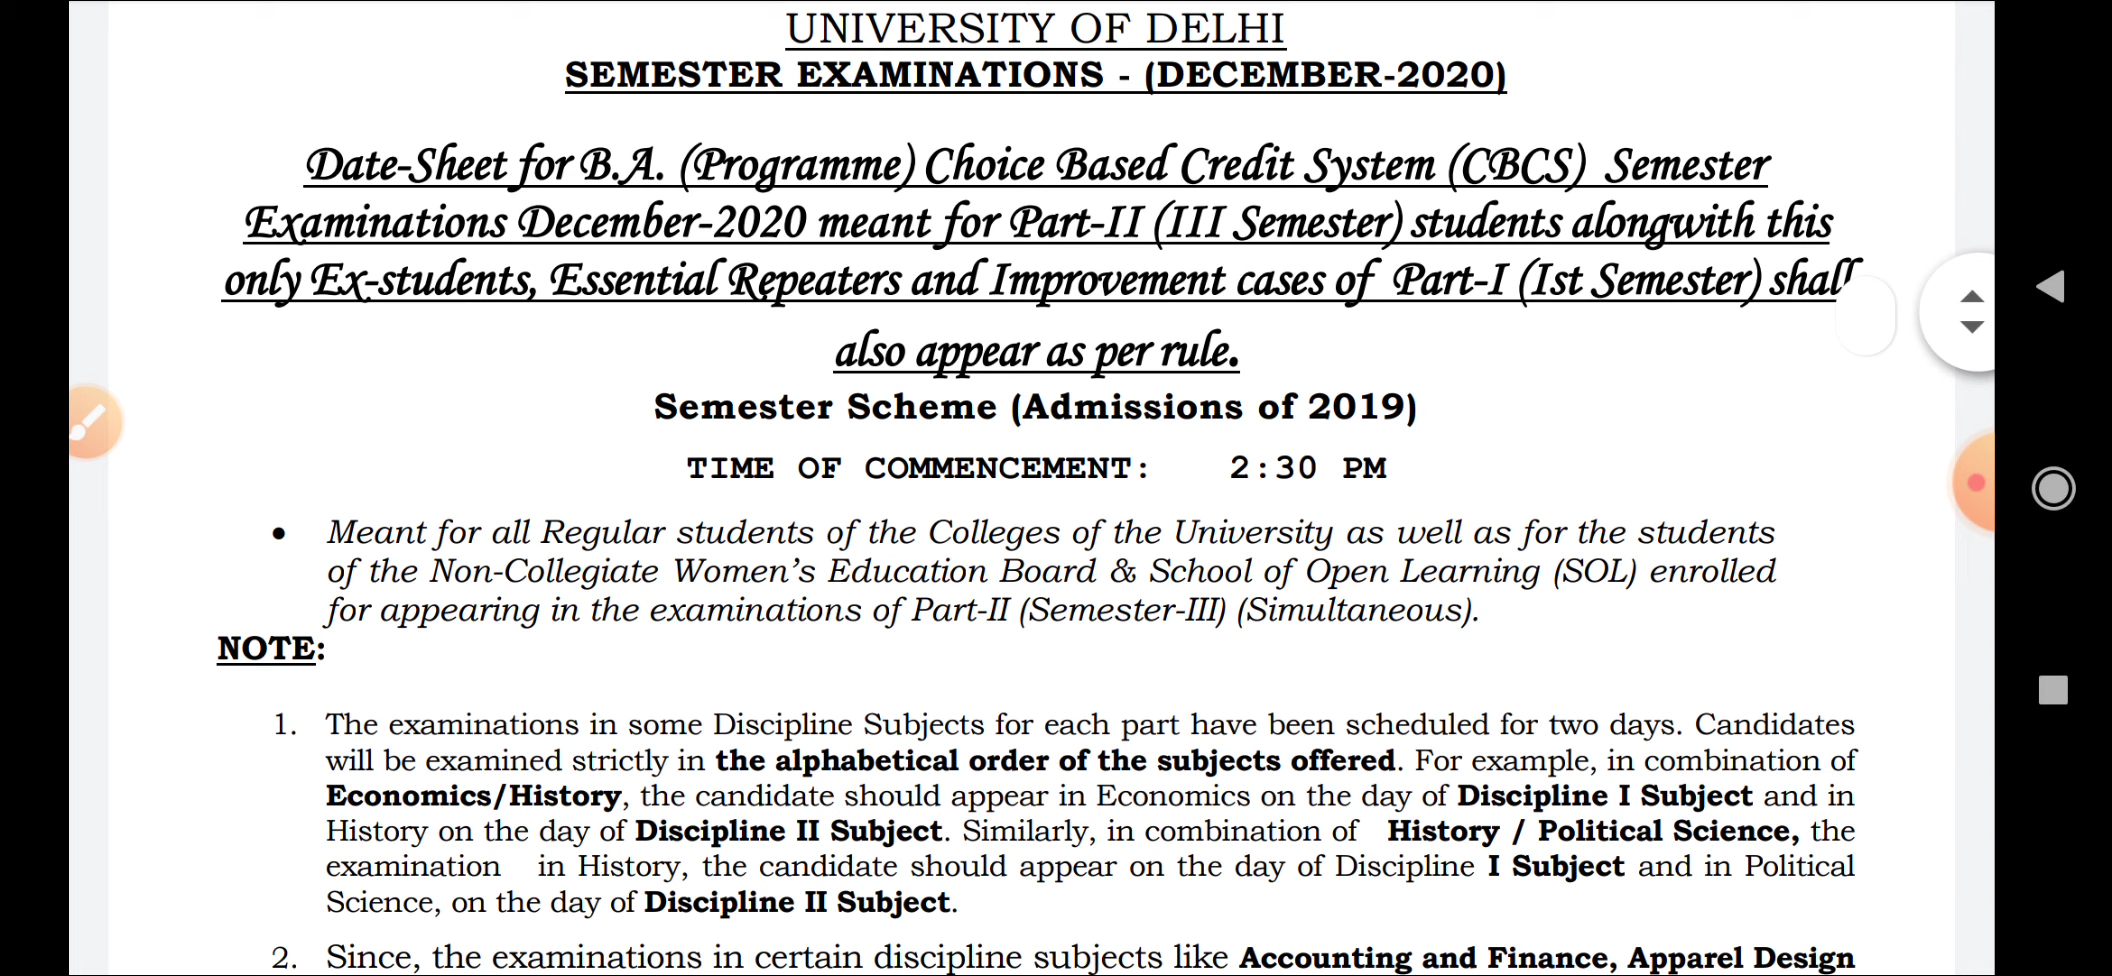 UNIVERSITY OF DELHI
SEMESTER EXAMINATIONS - (DECEMBER-2020)
Date-Sheet for B.A. (Programme) Choice Based Credit System (CBCS) Semester
Examinations December-2020 meant for Part-II (III Semester) students alongwith this
only Ex-students, Essential Repeaters and Improvement cases of Part-I (Ist Semester) shall
also appear as per rule.
Semester Scheme (Admissions of 2019)
TIME OF COMMENCEMENT: 2:30 PM
• Meant for all Regular students of the Colleges of the University as well as for the students
of the Non-Collegiate Women’s Education Board & School of Open Learning (SOL) enrolled
for appearing in the examinations of Part-II (Semester-III) (Simultaneous).
NOTE:
1. The examinations in some Discipline Subjects for each part have been scheduled for two days. Candidates
will be examined strictly in the alphabetical order of the subjects offered. For example, in combination of
Economics/History, the candidate should appear in Economics on the day of Discipline I Subject and in
History on the day of Discipline II Subject. Similarly, in combination of History / Political Science, the
examination in History, the candidate should appear on the day of Discipline I Subject and in Political
Science, on the day of Discipline II Subject.
2. Since, the examinations in certain discipline subjects like Accounting and Finance, Apparel Design